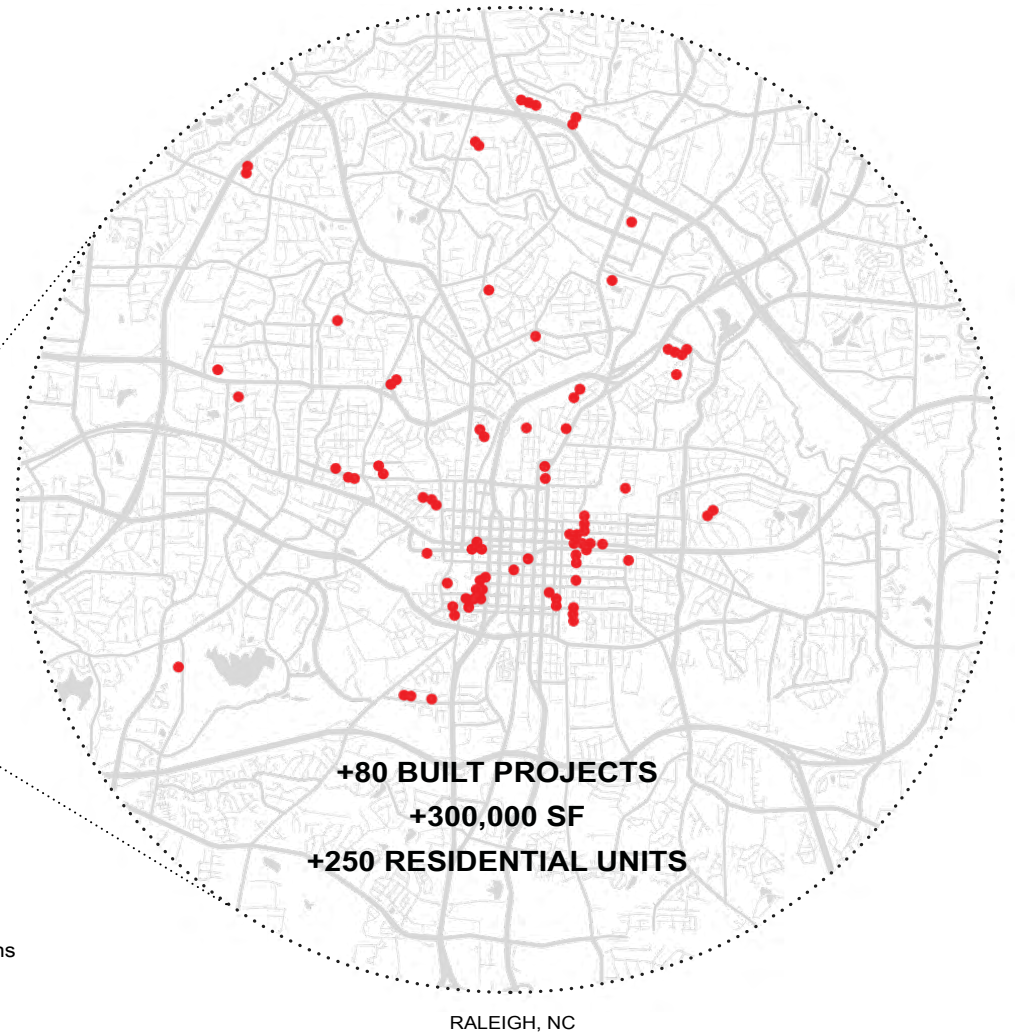 +80 BUILT PROJECTS
+300,000 SF
+250 RESIDENTIAL UNITS
RALEIGH, NC